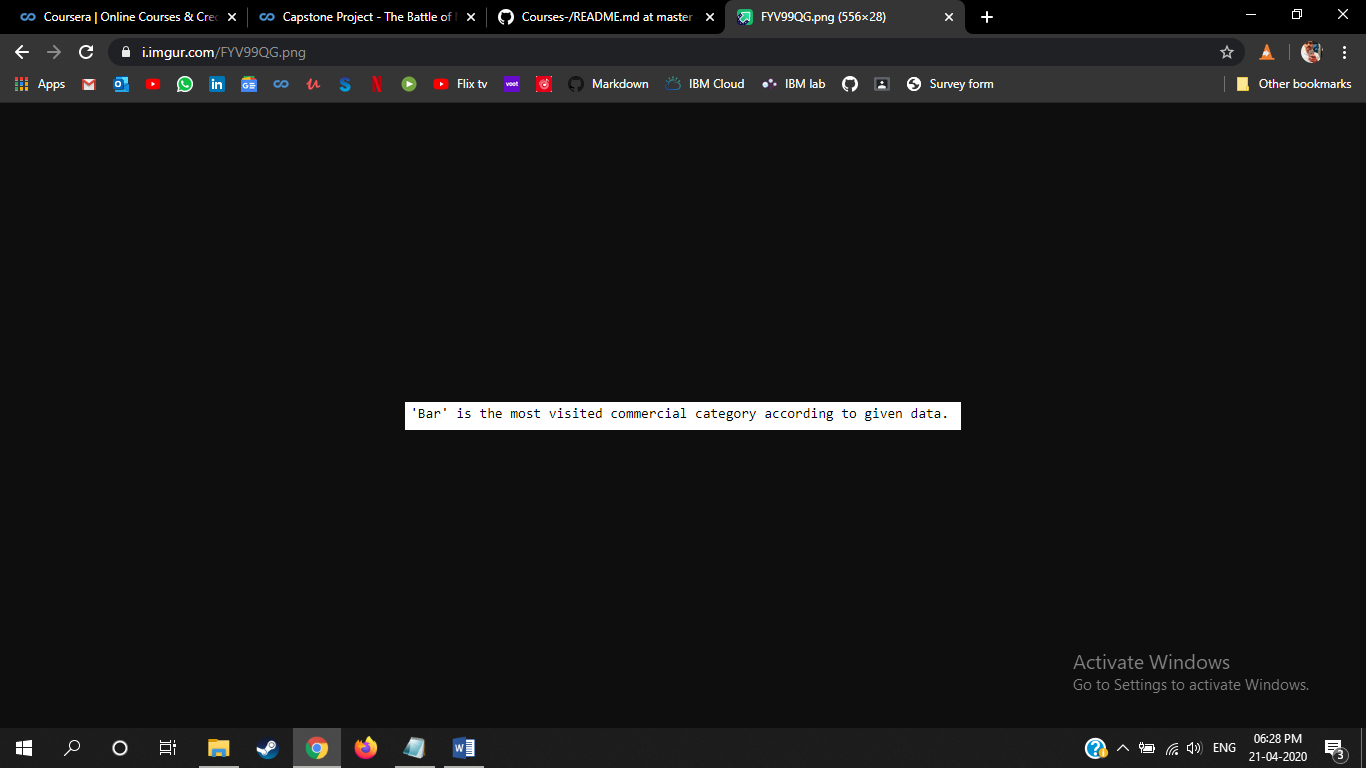 Coursera | Online Courses & Cre
Capstone Project - The Battle of
Courses-/README.md at master
FYV99QG.png (556×28)
i.imgur.com/FYV99QG.png
Apps
Flix tv
voot
Markdown
IBM Cloud
IBM lab
Survey form
Other bookmarks
'Bar' is the most visited commercial category according to given data.
Activate Windows
Go to Settings to activate Windows.
ENG
06:28 PM
21-04-2020
3